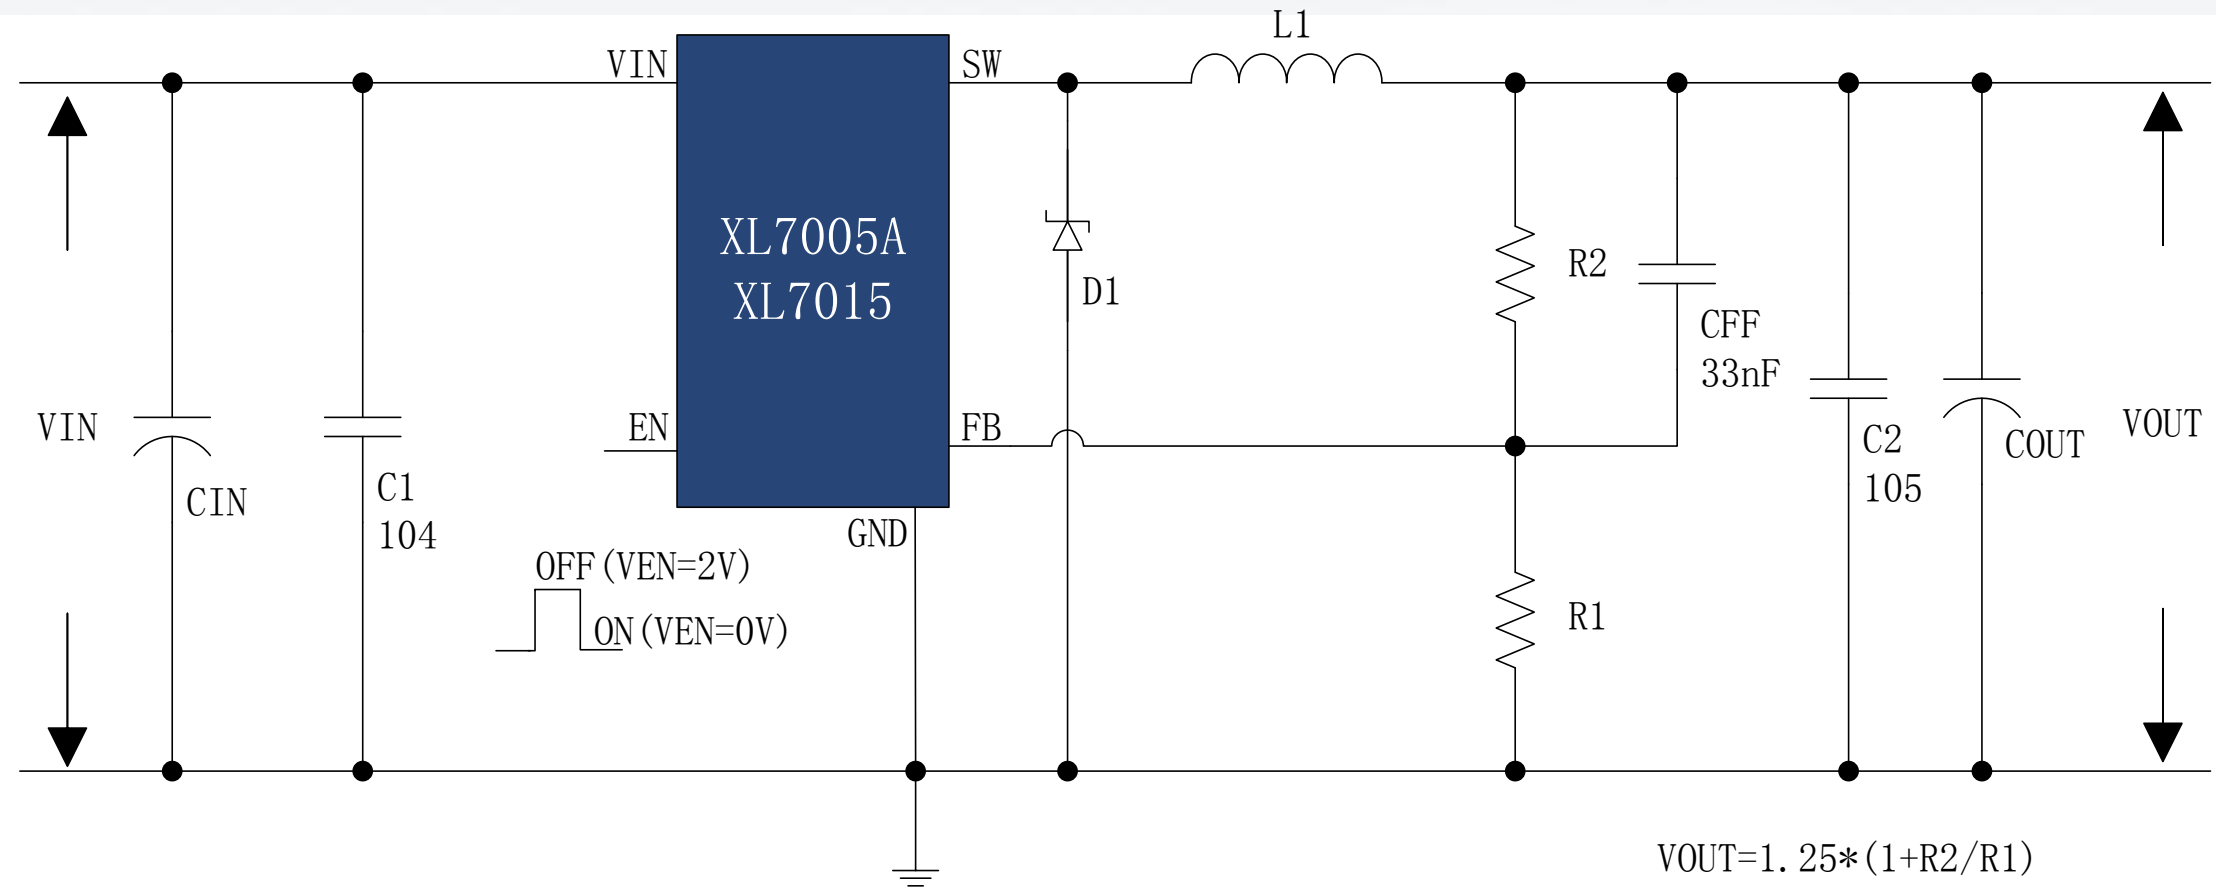 L1
VIN
SW
XL7005A
XL7015
R2
D1
CFF
33nF
VIN
EN
FB
C2
105
COUT
VOUT
CIN
C1
104
GND
OFF(VEN=2V)
ON(VEN=0V)
R1
VOUT=1.25*(1+R2/R1)